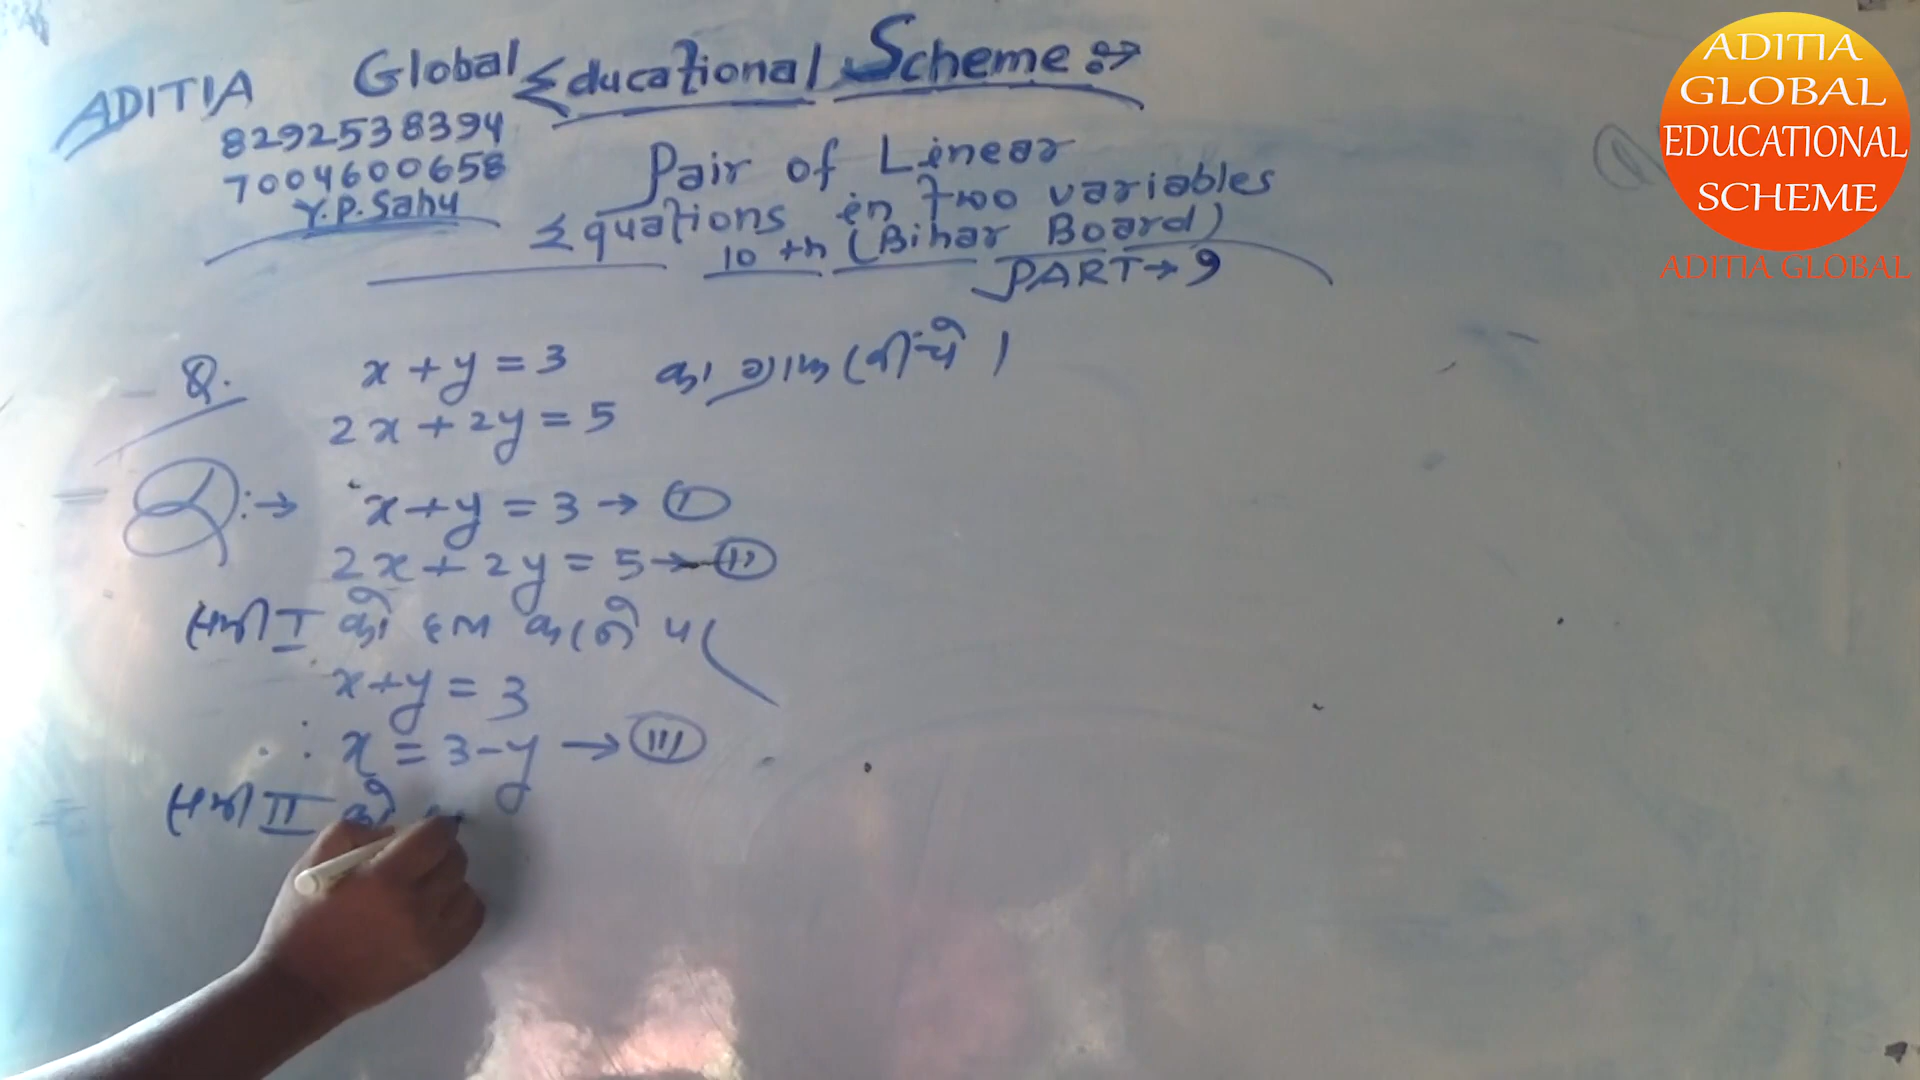 ADITIA Global Educational Scheme :→
8292538394
7004600658
Y.P. Sahu
Pair of Linear
Equations in Two variables
10 th (Bihar Board)
PART → 9
Q. x + y = 3 का ग्राफ खींचे ।
2x + 2y = 5
:→ x + y = 3 → I
2x + 2y = 5 → II
समी I को हल करने पर
x + y = 3
∴ x = 3 - y → III
समी II को
ADITIA
GLOBAL
EDUCATIONAL
SCHEME
ADITIA GLOBAL